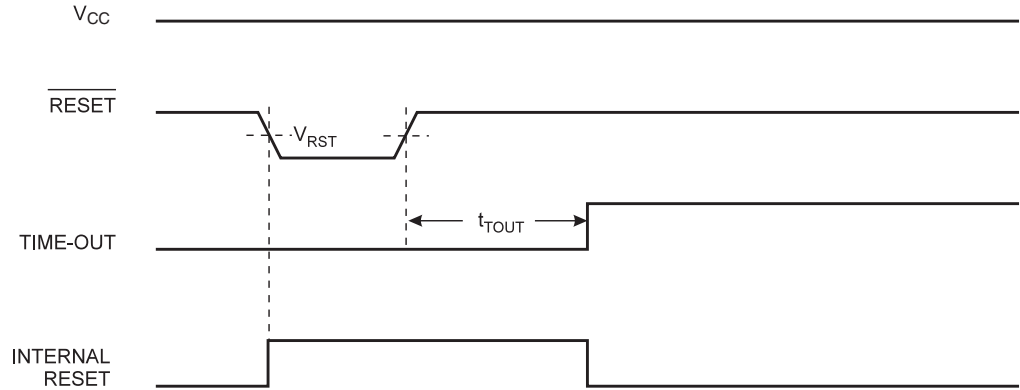 VCC
RESET
VRST
tTOUT
TIME-OUT
INTERNAL
RESET